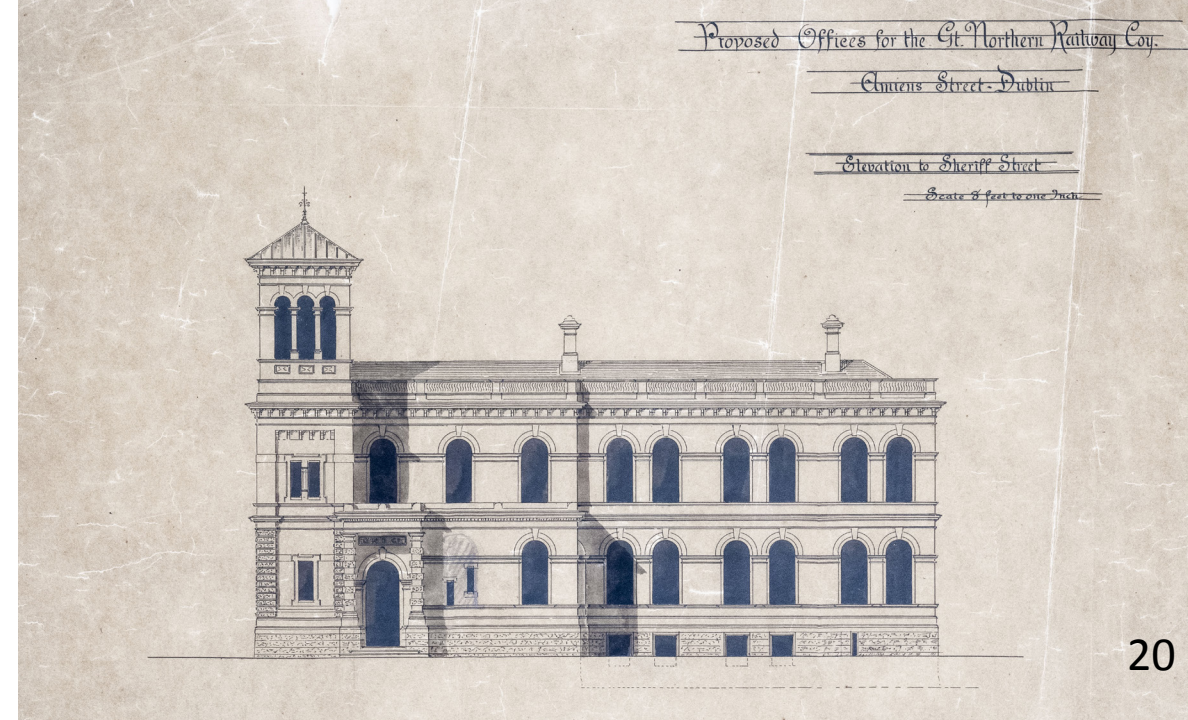 Proposed Offices for the Gt. Northern Railway Coy.
Amiens Street - Dublin
Elevation to Sheriff Street
Scale 8 feet to one Inch.
20